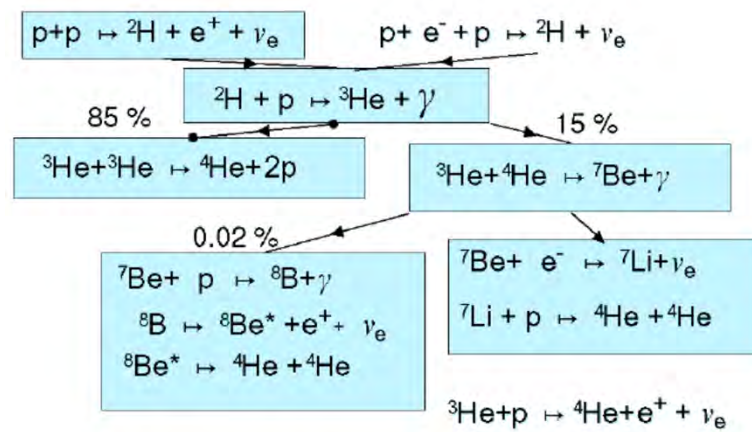 p+p ↦ ²H + e⁺ + νₑ
p+ e⁻ + p ↦ ²H + νₑ
²H + p ↦ ³He + γ
85 %
15 %
³He+³He ↦ ⁴He+2p
³He+⁴He ↦ ⁷Be+γ
0.02 %
⁷Be+ p ↦ ⁸B+γ
⁸B ↦ ⁸Be* +e⁺+ νₑ
⁸Be* ↦ ⁴He +⁴He
⁷Be+ e⁻ ↦ ⁷Li+νₑ
⁷Li + p ↦ ⁴He +⁴He
³He+p ↦ ⁴He+e⁺ + νₑ